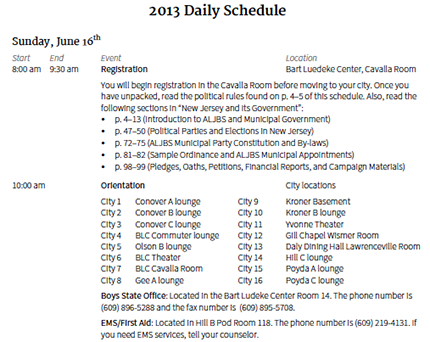 2013 Daily Schedule
Sunday, June 16th
Start End Event Location
8:00 am 9:30 am Registration Bart Luedeke Center, Cavalla Room
You will begin registration in the Cavalla Room before moving to your city. Once you
have unpacked, read the political rules found on p. 4–5 of this schedule. Also, read the
following sections in “New Jersey and its Government”:
• p. 4–13 (Introduction to ALJBS and Municipal Government)
• p. 47–50 (Political Parties and Elections in New Jersey)
• p. 72–75 (ALJBS Municipal Party Constitution and By-laws)
• p. 81–82 (Sample Ordinance and ALJBS Municipal Appointments)
• p. 98–99 (Pledges, Oaths, Petitions, Financial Reports, and Campaign Materials)
10:00 am Orientation City locations
City 1 Conover A lounge City 9 Kroner Basement
City 2 Conover B lounge City 10 Kroner B lounge
City 3 Conover C lounge City 11 Yvonne Theater
City 4 BLC Commuter lounge City 12 Gill Chapel Wismer Room
City 5 Olson B lounge City 13 Daly Dining Hall Lawrenceville Room
City 6 BLC Theater City 14 Hill C lounge
City 7 BLC Cavalla Room City 15 Poyda A lounge
City 8 Gee A lounge City 16 Poyda C lounge
Boys State Office: Located in the Bart Luedeke Center Room 14. The phone number is
(609) 896-5288 and the fax number is (609) 895-5708.
EMS/First Aid: Located in Hill B Pod Room 118. The phone number is (609) 219-4131. If
you need EMS services, tell your counselor.